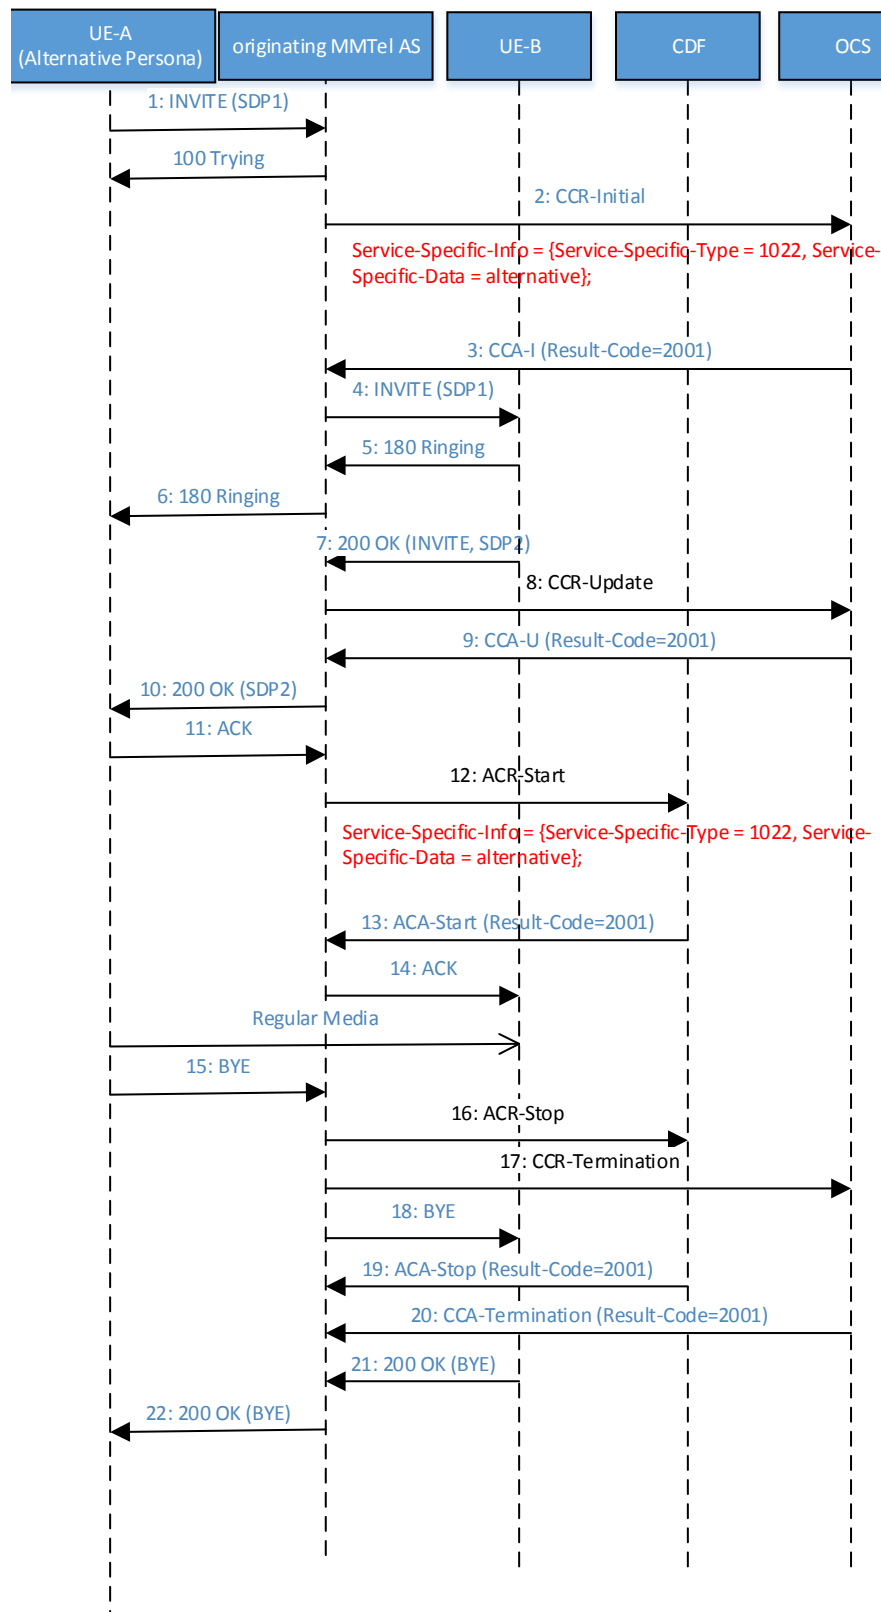 UE-A
(Alternative Persona)
originating MMTel AS
UE-B
CDF
OCS
1: INVITE (SDP1)
100 Trying
2: CCR-Initial
Service-Specific-Info = {Service-Specific-Type = 1022, Service-
Specific-Data = alternative};
3: CCA-I (Result-Code=2001)
4: INVITE (SDP1)
5: 180 Ringing
6: 180 Ringing
7: 200 OK (INVITE, SDP2)
8: CCR-Update
9: CCA-U (Result-Code=2001)
10: 200 OK (SDP2)
11: ACK
12: ACR-Start
Service-Specific-Info = {Service-Specific-Type = 1022, Service-
Specific-Data = alternative};
13: ACA-Start (Result-Code=2001)
14: ACK
Regular Media
15: BYE
16: ACR-Stop
17: CCR-Termination
18: BYE
19: ACA-Stop (Result-Code=2001)
20: CCA-Termination (Result-Code=2001)
21: 200 OK (BYE)
22: 200 OK (BYE)